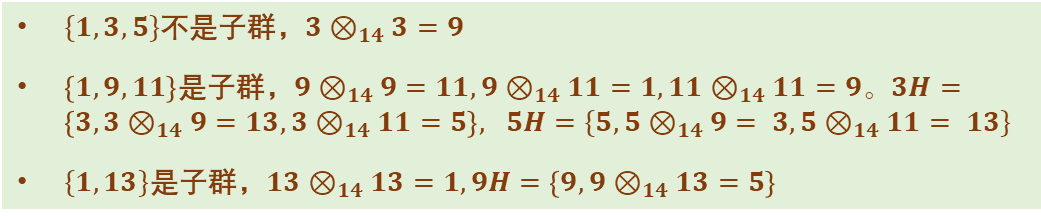 • {1,3,5}不是子群，3 ⊗₁₄ 3 = 9
• {1,9,11}是子群，9 ⊗₁₄ 9 = 11,9 ⊗₁₄ 11 = 1,11 ⊗₁₄ 11 = 9。3H =
{3,3 ⊗₁₄ 9 = 13,3 ⊗₁₄ 11 = 5}，5H = {5,5 ⊗₁₄ 9 = 3,5 ⊗₁₄ 11 = 13}
• {1,13}是子群，13 ⊗₁₄ 13 = 1,9H = {9,9 ⊗₁₄ 13 = 5}